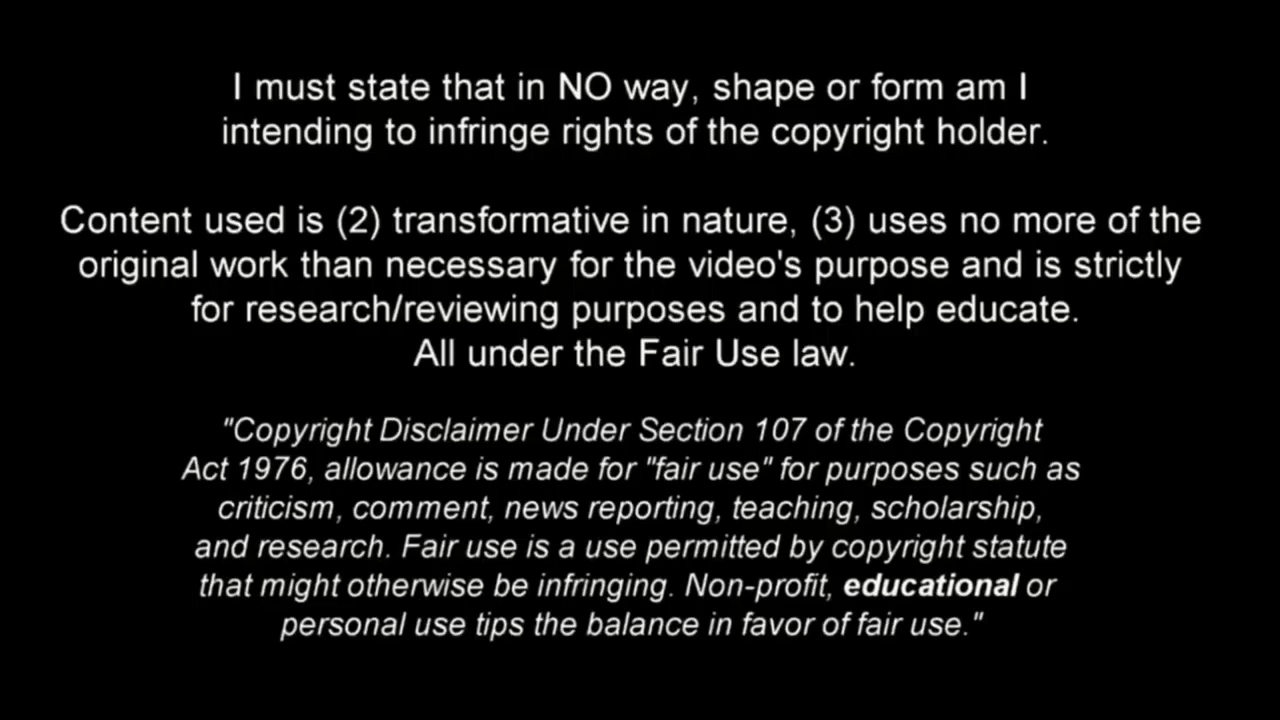 I must state that in NO way, shape or form am I
intending to infringe rights of the copyright holder.
Content used is (2) transformative in nature, (3) uses no more of the
original work than necessary for the video's purpose and is strictly
for research/reviewing purposes and to help educate.
All under the Fair Use law.
"Copyright Disclaimer Under Section 107 of the Copyright
Act 1976, allowance is made for "fair use" for purposes such as
criticism, comment, news reporting, teaching, scholarship,
and research. Fair use is a use permitted by copyright statute
that might otherwise be infringing. Non-profit, educational or
personal use tips the balance in favor of fair use."